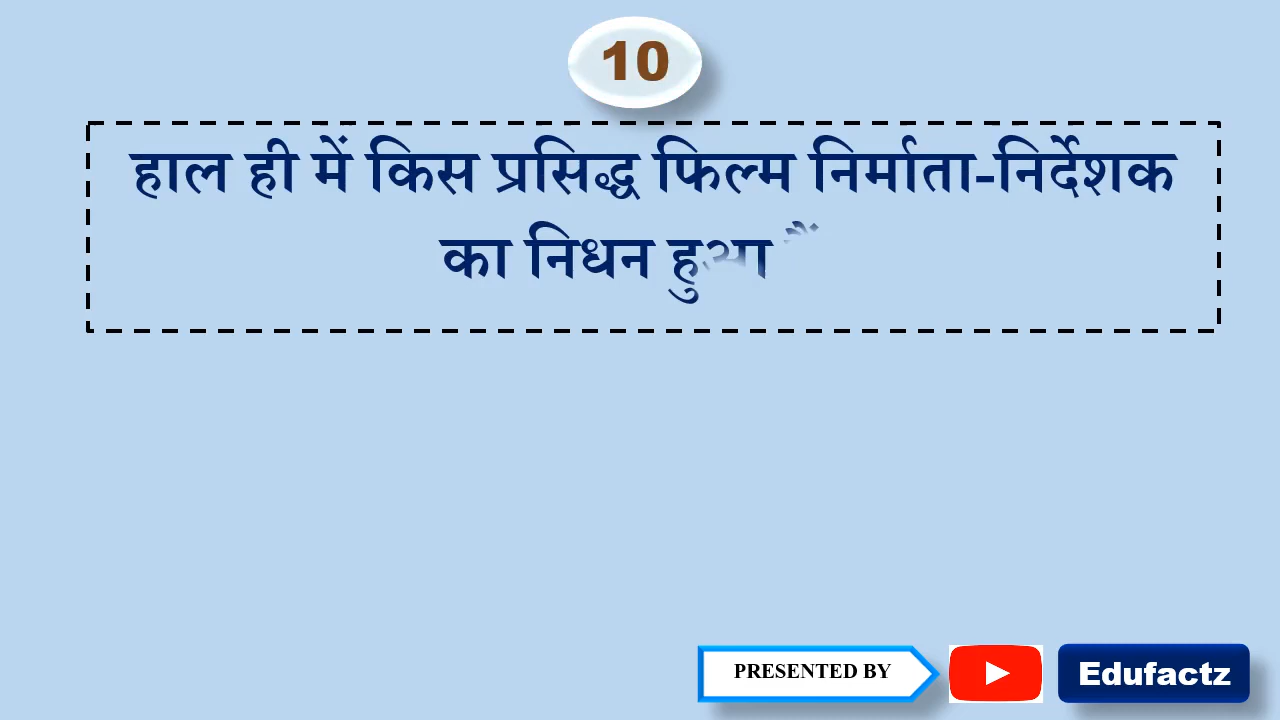 10
हाल ही में किस प्रसिद्ध फिल्म निर्माता-निर्देशक
का निधन हुआ
PRESENTED BY
Edufactz